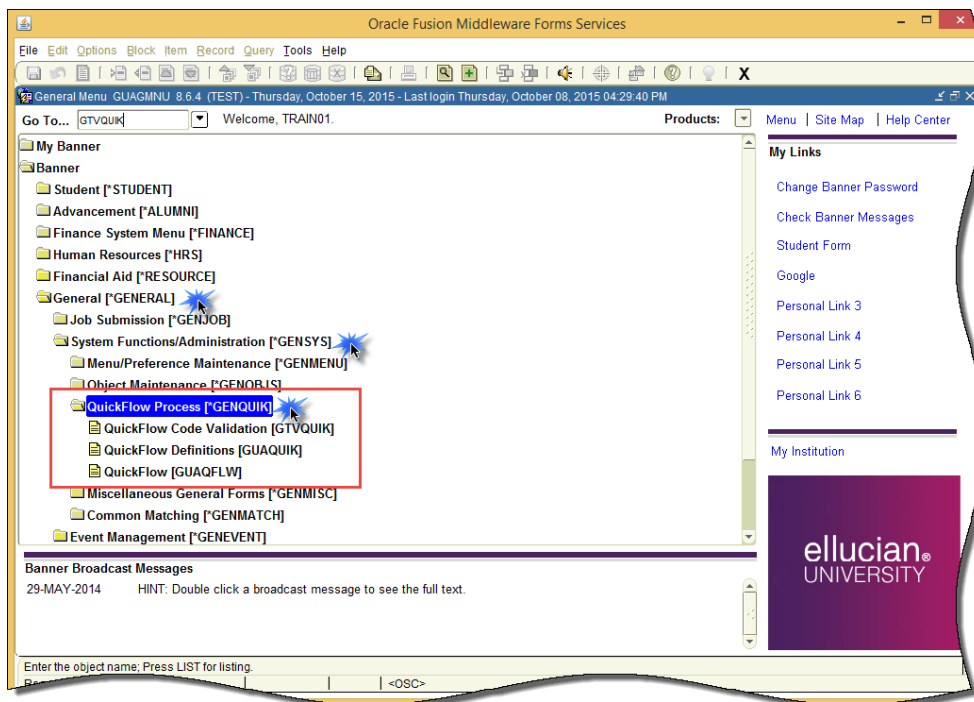 Oracle Fusion Middleware Forms Services
File Edit Options Block Item Record Query Tools Help
General Menu GUAGMNU 8.6.4 (TEST) - Thursday, October 15, 2015 - Last login Thursday, October 08, 2015 04:29:40 PM
Go To... GTVQUIK Welcome, TRAIN01. Products: Menu | Site Map | Help Center
My Banner
Banner
Student [*STUDENT]
Advancement [*ALUMNI]
Finance System Menu [*FINANCE]
Human Resources [*HRS]
Financial Aid [*RESOURCE]
General [*GENERAL]
Job Submission [*GENJOB]
System Functions/Administration [*GENSYS]
Menu/Preference Maintenance [*GENMENU]
Object Maintenance [*GENOBJS]
QuickFlow Process [*GENQUIK]
QuickFlow Code Validation [GTVQUIK]
QuickFlow Definitions [GUAQUIK]
QuickFlow [GUAQFLW]
Miscellaneous General Forms [*GENMISC]
Common Matching [*GENMATCH]
Event Management [*GENEVENT]
My Links
Change Banner Password
Check Banner Messages
Student Form
Google
Personal Link 3
Personal Link 4
Personal Link 5
Personal Link 6
My Institution
ellucian®
UNIVERSITY
Banner Broadcast Messages
29-MAY-2014 HINT: Double click a broadcast message to see the full text.
Enter the object name; Press LIST for listing.
<OSC>